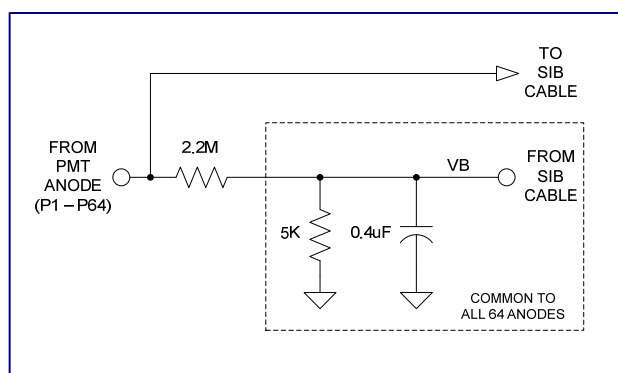 TO
SIB
CABLE
FROM
PMT
ANODE
(P1 – P64)
2.2M
VB
FROM
SIB
CABLE
5K
0.4uF
COMMON TO
ALL 64 ANODES